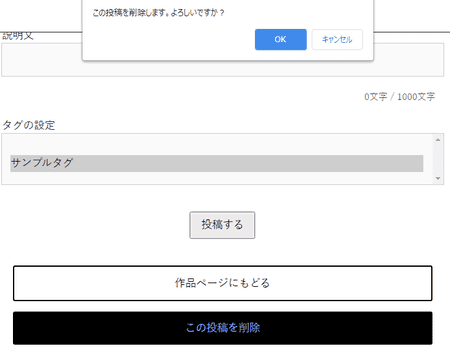 この投稿を削除します。よろしいですか？
OK
キャンセル
説明文
0文字 / 1000文字
タグの設定
サンプルタグ
投稿する
作品ページにもどる
この投稿を削除